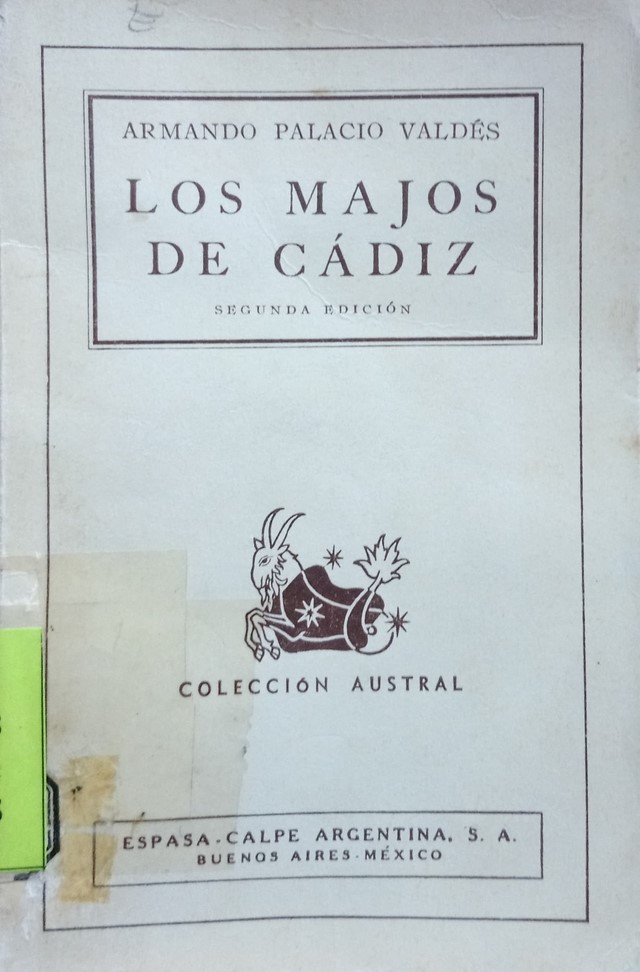 ARMANDO PALACIO VALDÉS
LOS MAJOS
DE CÁDIZ
SEGUNDA EDICIÓN
COLECCIÓN AUSTRAL
ESPASA-CALPE ARGENTINA, S. A.
BUENOS AIRES-MÉXICO